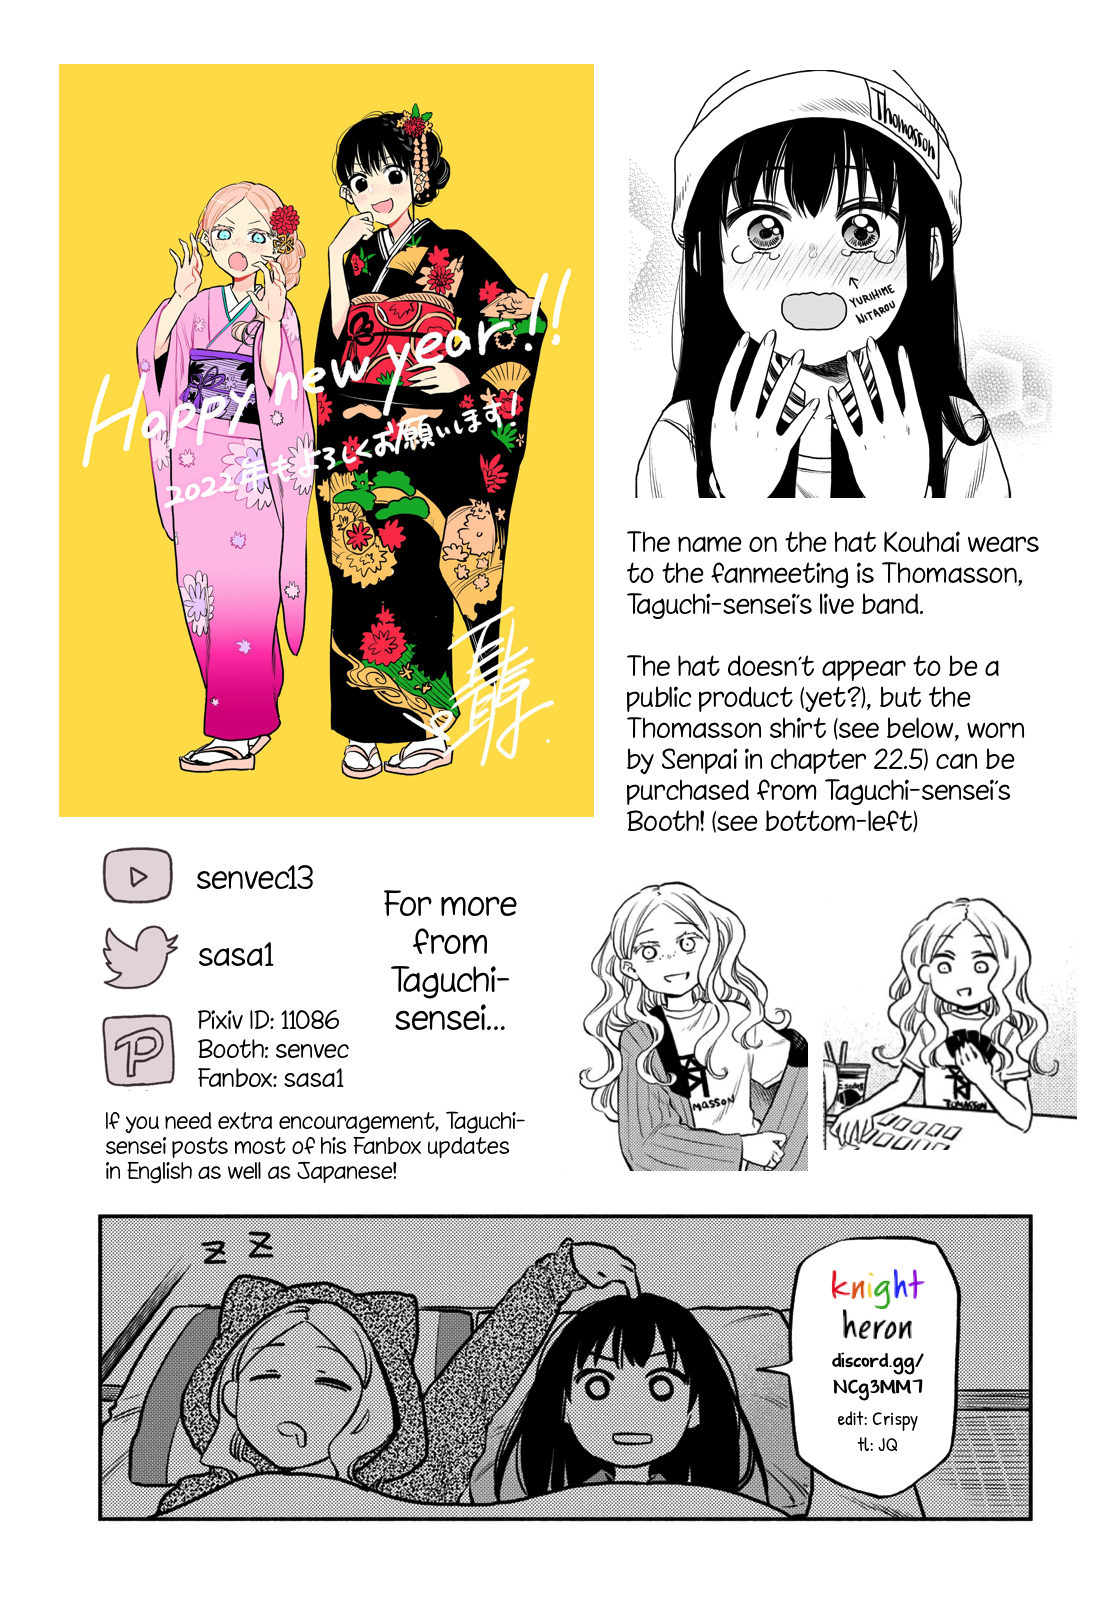 Happy new year!!
2022年もよろしくお願いします!
Thomasson
YURIHIME
NITAROU
The name on the hat Kouhai wears
to the fanmeeting is Thomasson,
Taguchi-sensei's live band.
The hat doesn't appear to be a
public product (yet?), but the
Thomasson shirt (see below, worn
by Senpai in chapter 22.5) can be
purchased from Taguchi-sensei's
Booth! (see bottom-left)
senvec13
sasa1
Pixiv ID: 11086
Booth: senvec
Fanbox: sasa1
For more
from
Taguchi-
sensei...
If you need extra encouragement, Taguchi-
sensei posts most of his Fanbox updates
in English as well as Japanese!
MASSON
TOMASSON
Z Z
knight
heron
discord.gg/
NCg3MM7
edit: Crispy
tl: JQ